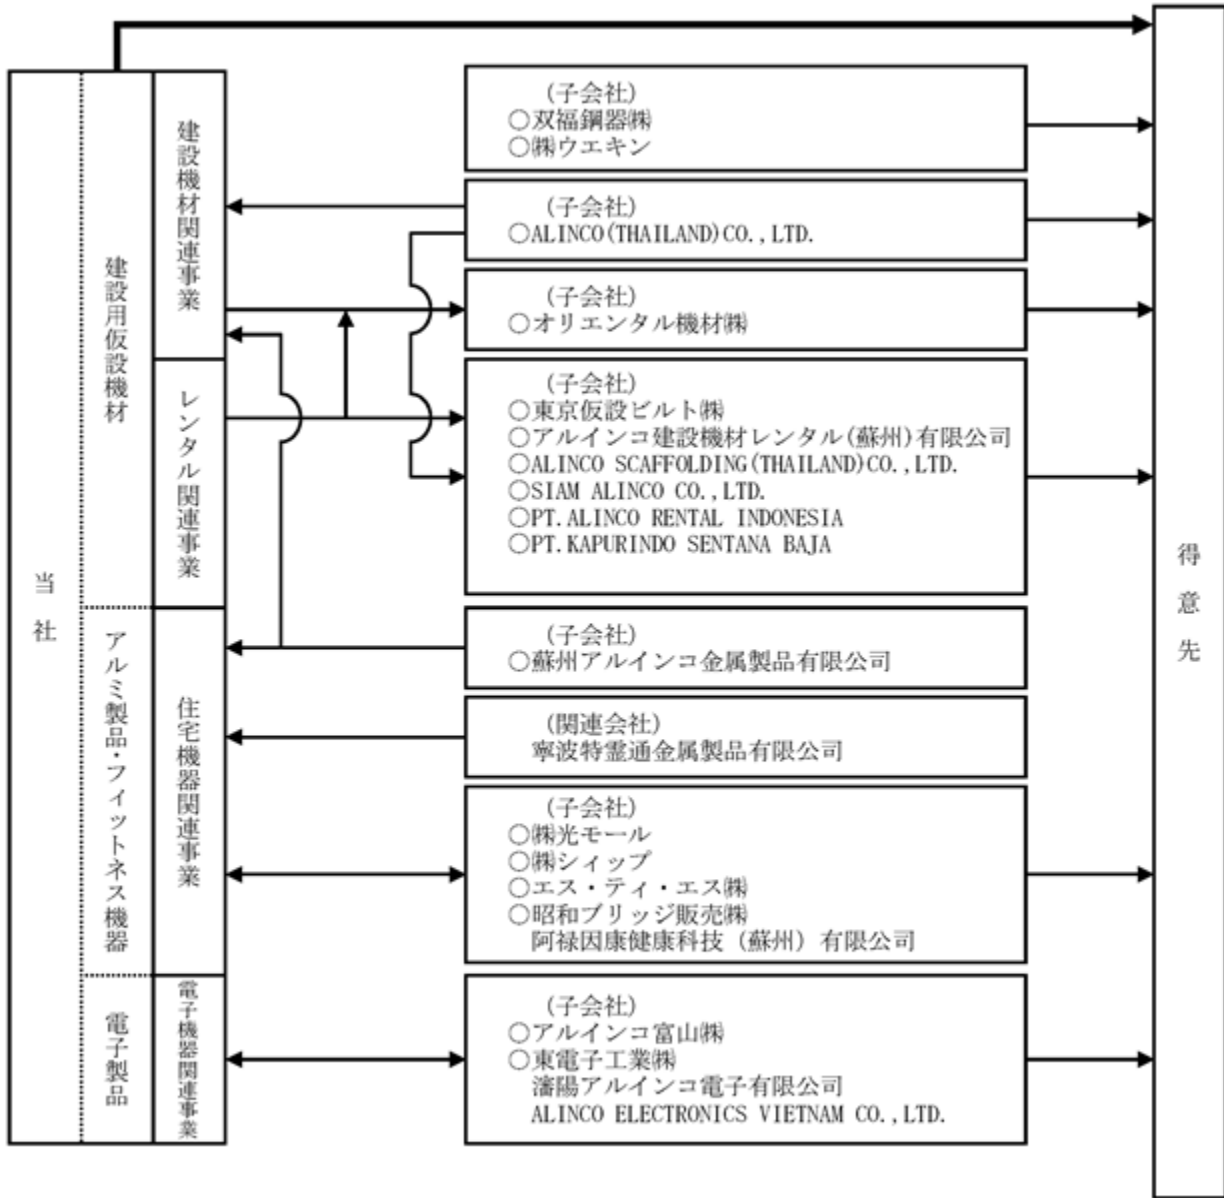 当社
建設用仮設機材
アルミ製品・フィットネス機器
電子製品
建設機材関連事業
レンタル関連事業
住宅機器関連事業
電子機器関連事業
(子会社)
○双福鋼器㈱
○㈱ウエキン
(子会社)
○ALINCO(THAILAND)CO.,LTD.
(子会社)
○オリエンタル機材㈱
(子会社)
○東京仮設ビルト㈱
○アルインコ建設機材レンタル(蘇州)有限公司
○ALINCO SCAFFOLDING(THAILAND)CO.,LTD.
○SIAM ALINCO CO.,LTD.
○PT.ALINCO RENTAL INDONESIA
○PT.KAPURINDO SENTANA BAJA
(子会社)
○蘇州アルインコ金属製品有限公司
(関連会社)
寧波特霊通金属製品有限公司
(子会社)
○㈱光モール
○㈱シィップ
○エス・ティ・エス㈱
○昭和ブリッジ販売㈱
阿禄因康健康科技（蘇州）有限公司
(子会社)
○アルインコ富山㈱
○東電子工業㈱
瀋陽アルインコ電子有限公司
ALINCO ELECTRONICS VIETNAM CO.,LTD.
得意先